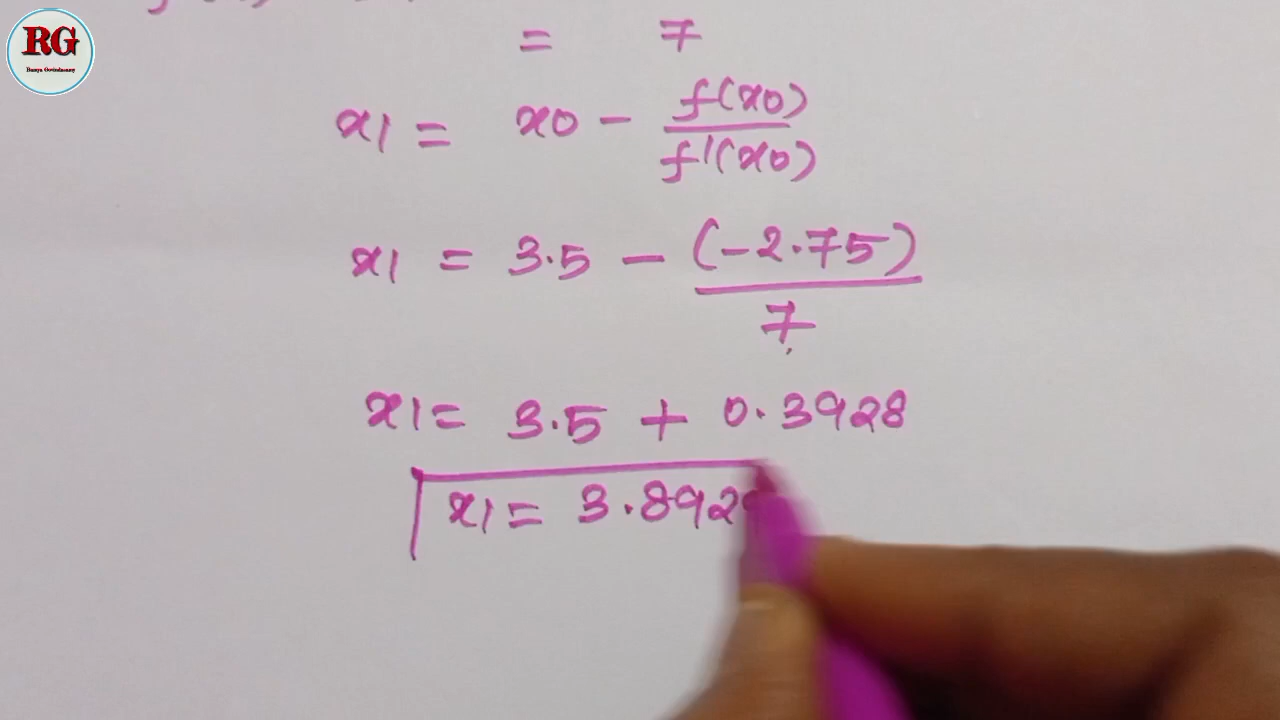 RG
= 7
x1 = x0 - f(x0) / f'(x0)
x1 = 3.5 - (-2.75) / 7
x1 = 3.5 + 0.3928
x1 = 3.892